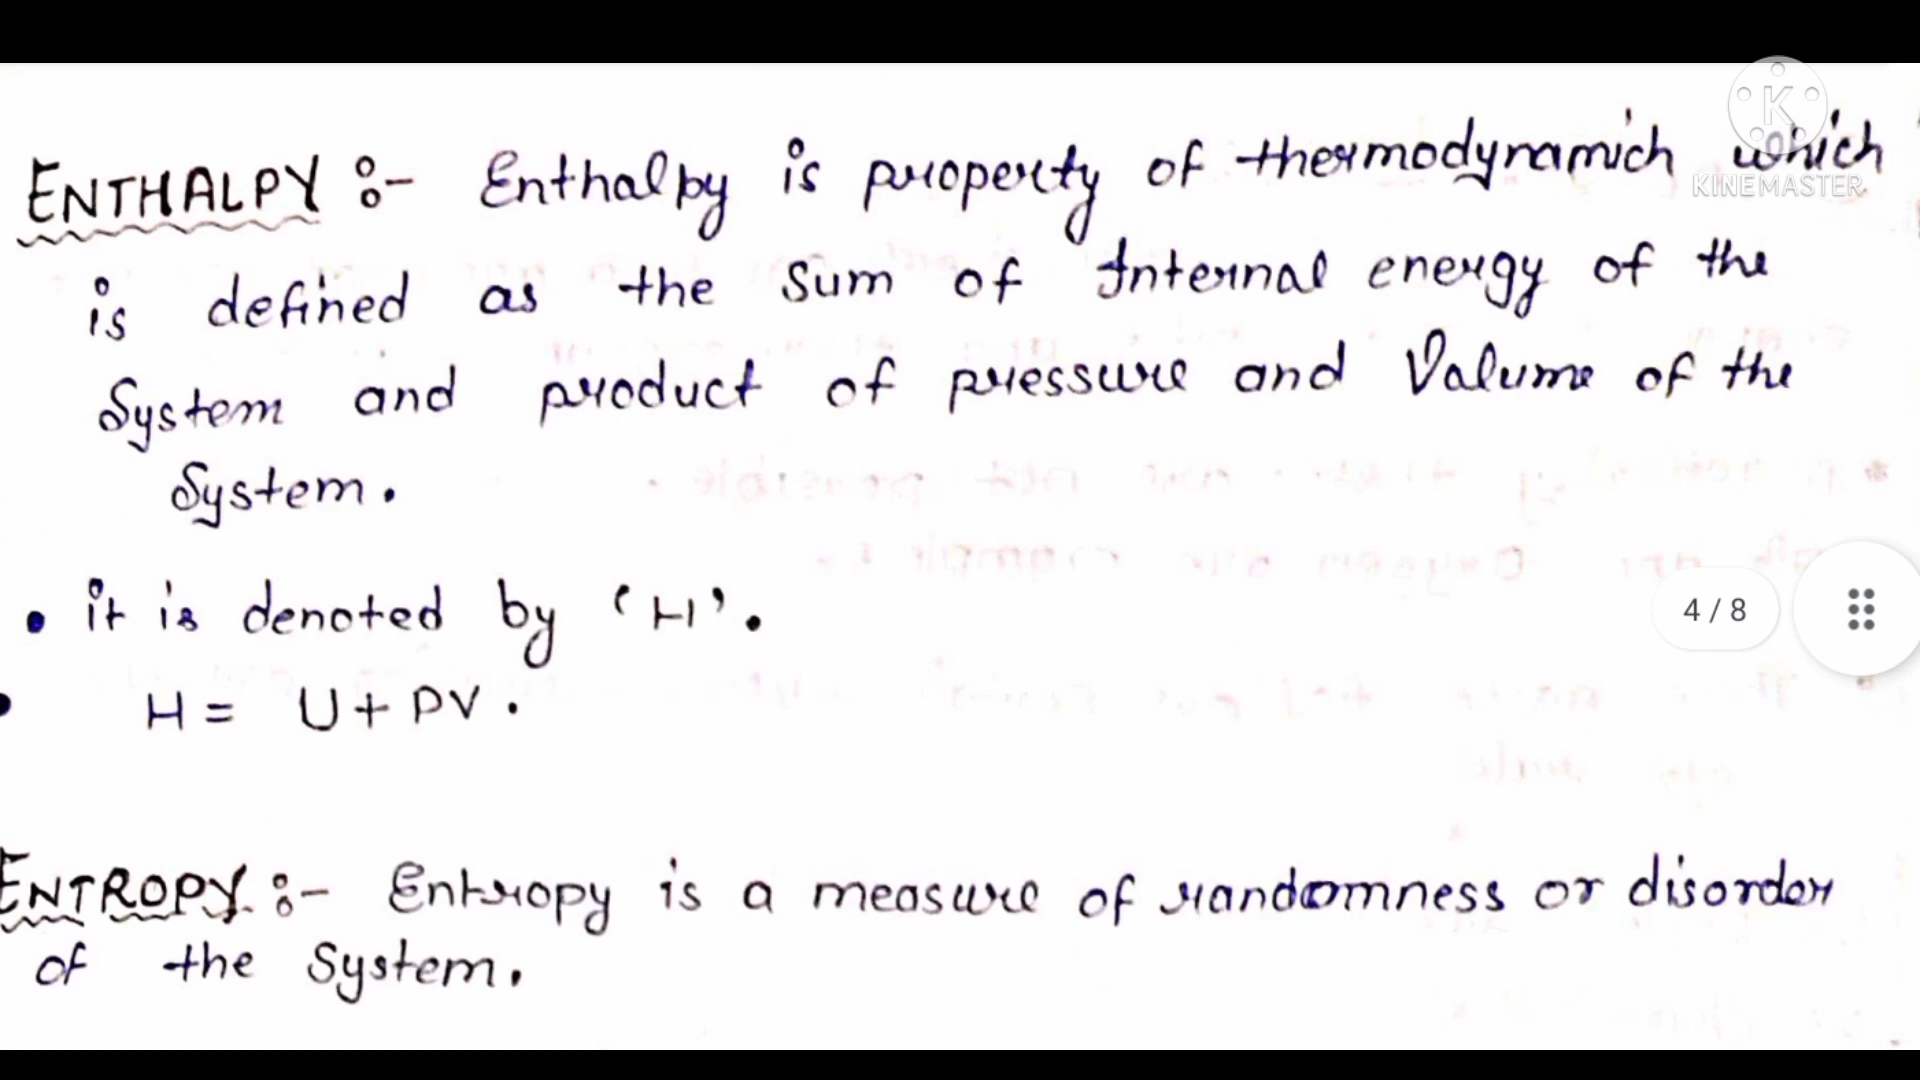 ENTHALPY :- Enthalpy is property of thermodynamich which
is defined as the Sum of Internal energy of the
System and product of pressure and Valume of the
System.
• it is denoted by 'H'.
• H = U + PV.
ENTROPY :- Entropy is a measure of randomness or disorder
of the System.
K
KINEMASTER
4 / 8